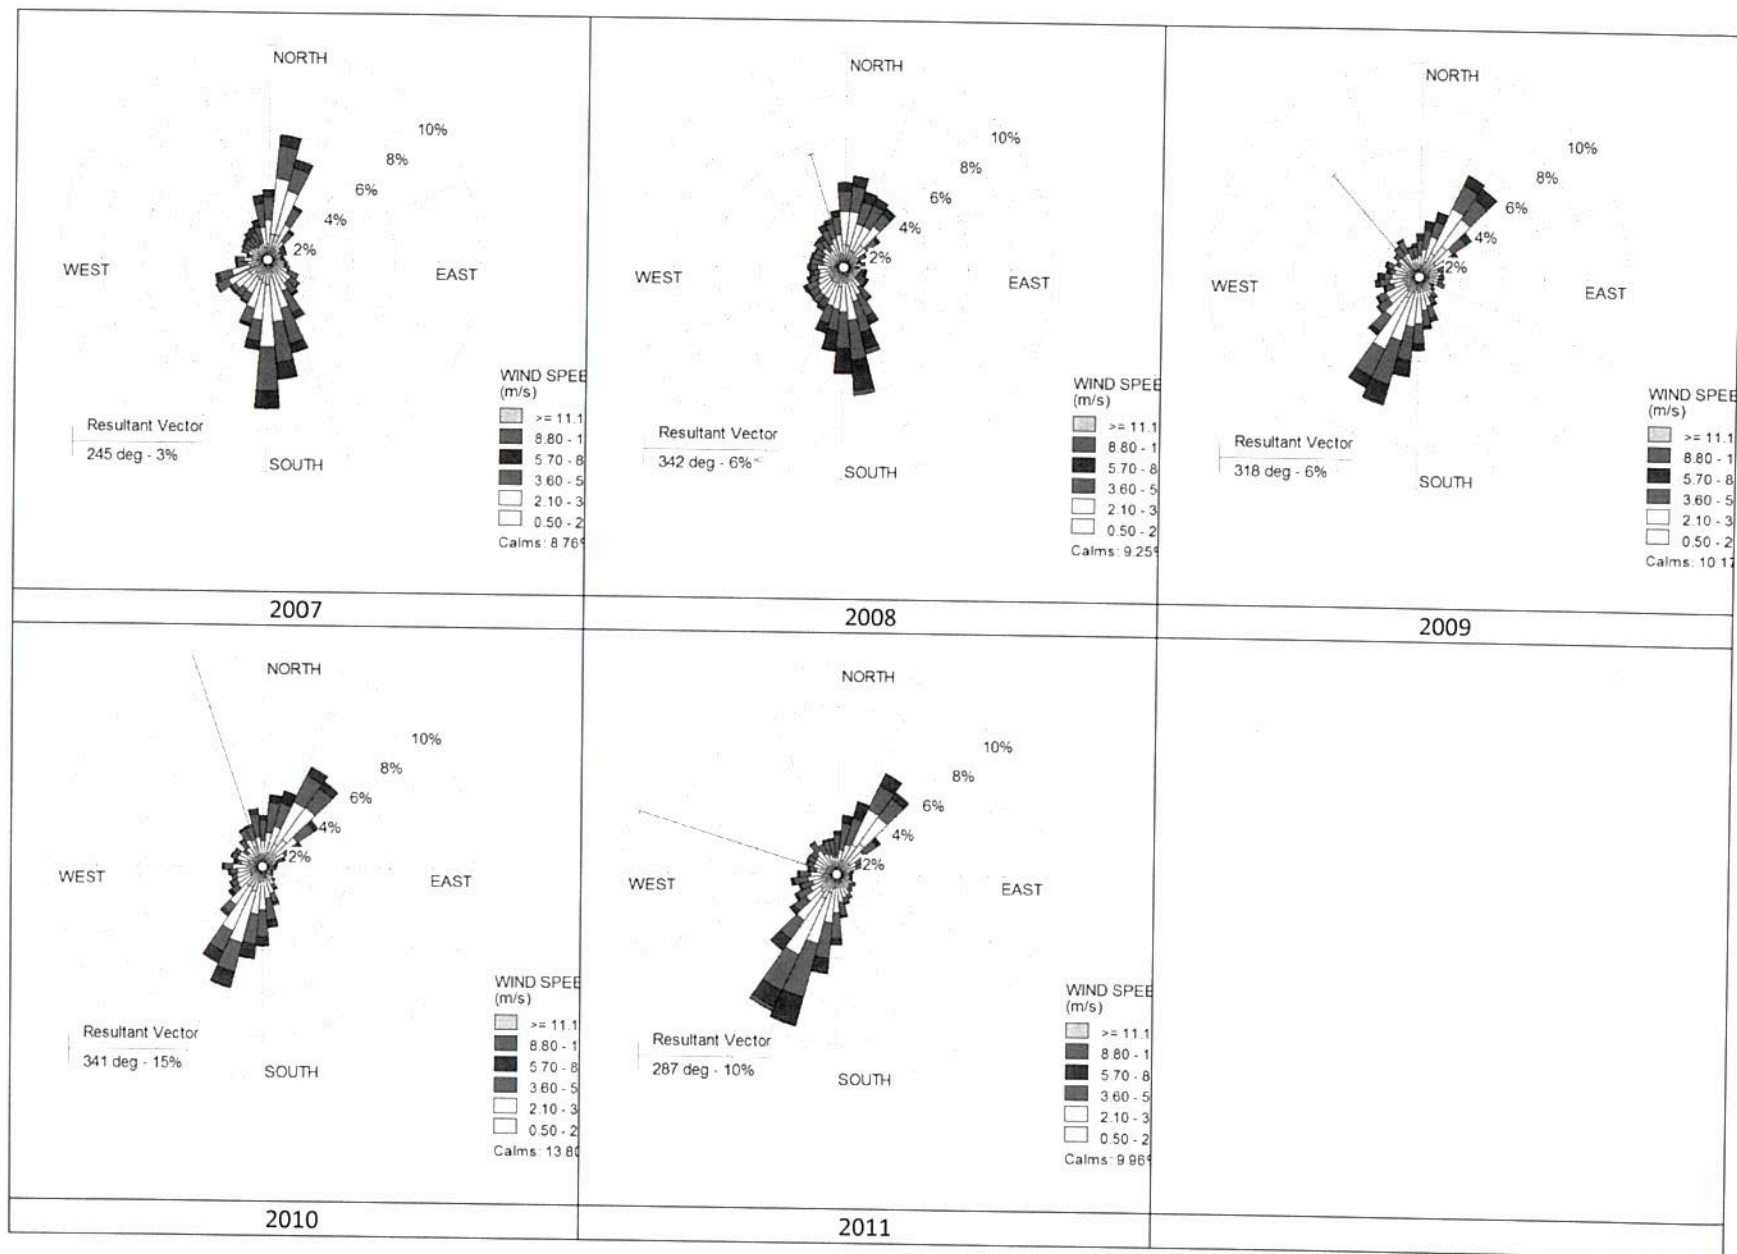 NORTH
10%
8%
6%
4%
2%
WEST
EAST
WIND SPEE
(m/s)
>= 11.1
8.80 - 1
5.70 - 8
3.60 - 5
2.10 - 3
0.50 - 2
Calms: 8.76%
Resultant Vector
245 deg - 3%
SOUTH
2007
NORTH
10%
8%
6%
4%
2%
WEST
EAST
WIND SPEE
(m/s)
>= 11.1
8.80 - 1
5.70 - 8
3.60 - 5
2.10 - 3
0.50 - 2
Calms: 9.25%
Resultant Vector
342 deg - 6%
SOUTH
2008
NORTH
10%
8%
6%
4%
2%
WEST
EAST
WIND SPEE
(m/s)
>= 11.1
8.80 - 1
5.70 - 8
3.60 - 5
2.10 - 3
0.50 - 2
Calms: 10.17
Resultant Vector
318 deg - 6%
SOUTH
2009
NORTH
10%
8%
6%
4%
2%
WEST
EAST
WIND SPEE
(m/s)
>= 11.1
8.80 - 1
5.70 - 8
3.60 - 5
2.10 - 3
0.50 - 2
Calms: 13.80
Resultant Vector
341 deg - 15%
SOUTH
2010
NORTH
10%
8%
6%
4%
2%
WEST
EAST
WIND SPEE
(m/s)
>= 11.1
8.80 - 1
5.70 - 8
3.60 - 5
2.10 - 3
0.50 - 2
Calms: 9.96%
Resultant Vector
287 deg - 10%
SOUTH
2011